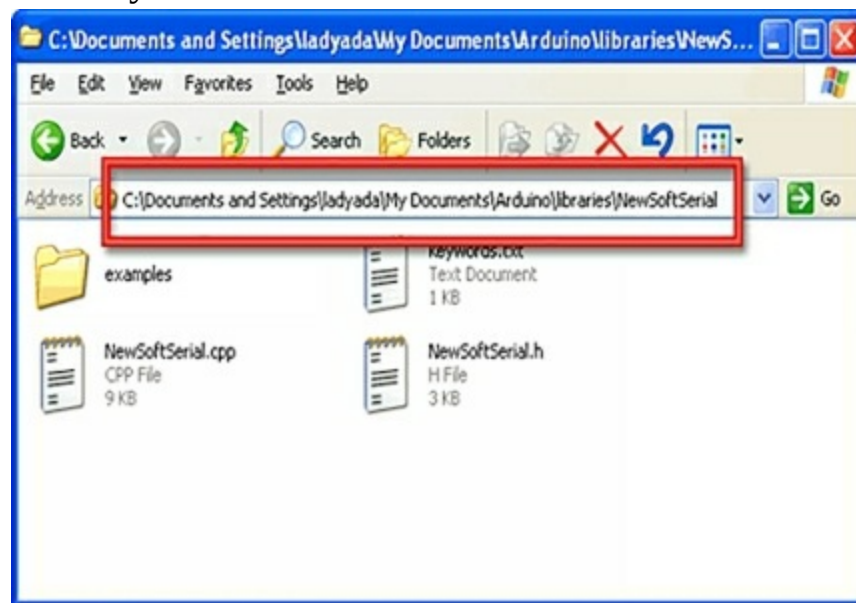 C:\Documents and Settings\ladyada\My Documents\Arduino\libraries\NewS...
File Edit View Favorites Tools Help
Back Search Folders
Address C:\Documents and Settings\ladyada\My Documents\Arduino\libraries\NewSoftSerial Go
examples
keywords.txt
Text Document
1 KB
NewSoftSerial.cpp
CPP File
9 KB
NewSoftSerial.h
H File
3 KB